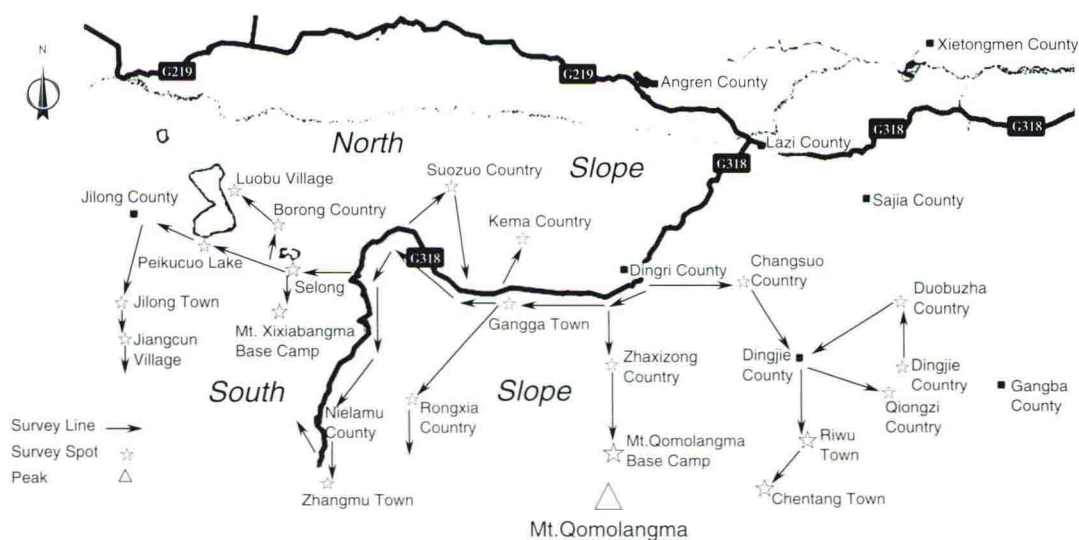 N
G219
G219
Angren County
Xietongmen County
G318
G318
Lazi County
G318
North
Slope
Luobu Village
Suozuo Country
Jilong County
Borong Country
Kema Country
Sajia County
G318
Peikucuo Lake
Selong
Dingri County
Changsuo
Country
Duobuzha
Country
Jilong Town
Mt. Xixiabangma
Base Camp
Gangga Town
Jiangcun
Village
Zhaxizong
Country
Dingjie
County
Dingjie
Country
Gangba
County
Qiongzi
Country
South
Slope
Nielamu
County
Rongxia
Country
Survey Line
Survey Spot
Peak
Riwu
Town
Mt.Qomolangma
Base Camp
Zhangmu Town
Chentang Town
Mt.Qomolangma